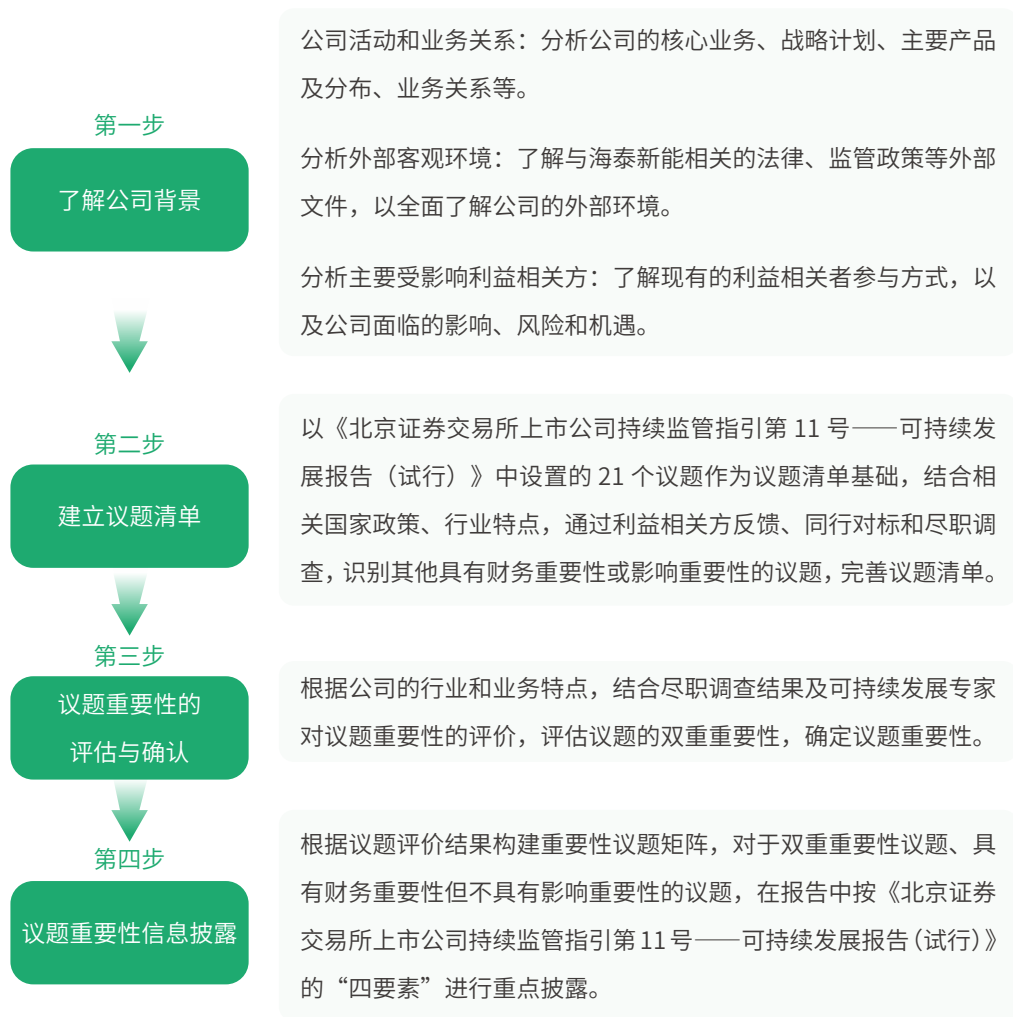 第一步
了解公司背景
公司活动和业务关系：分析公司的核心业务、战略计划、主要产品
及分布、业务关系等。
分析外部客观环境：了解与海泰新能相关的法律、监管政策等外部
文件，以全面了解公司的外部环境。
分析主要受影响利益相关方：了解现有的利益相关者参与方式，以
及公司面临的影响、风险和机遇。
第二步
建立议题清单
以《北京证券交易所上市公司持续监管指引第 11 号——可持续发
展报告（试行）》中设置的 21 个议题作为议题清单基础，结合相
关国家政策、行业特点，通过利益相关方反馈、同行对标和尽职调
查，识别其他具有财务重要性或影响重要性的议题，完善议题清单。
第三步
议题重要性的
评估与确认
根据公司的行业和业务特点，结合尽职调查结果及可持续发展专家
对议题重要性的评价，评估议题的双重重要性，确定议题重要性。
第四步
议题重要性信息披露
根据议题评价结果构建重要性议题矩阵，对于双重重要性议题、具
有财务重要性但不具有影响重要性的议题，在报告中按《北京证券
交易所上市公司持续监管指引第 11 号——可持续发展报告（试行）》
的“四要素”进行重点披露。